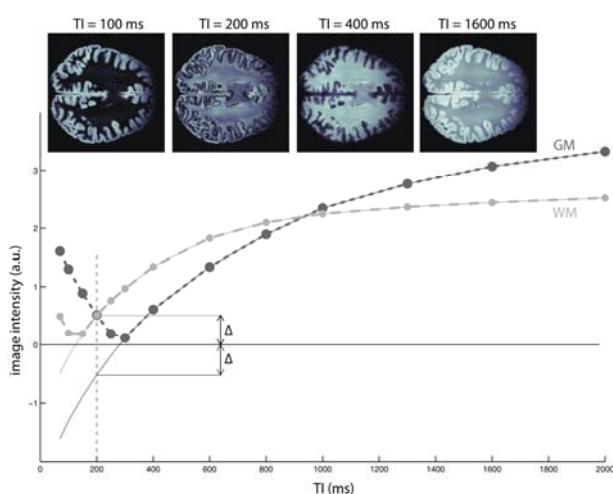 TI = 100 ms TI = 200 ms TI = 400 ms TI = 1600 ms
GM
WM
Δ
Δ
image intensity (a.u.)
3
2
1
0
−1
0 200 400 600 800 1000 1200 1400 1600 1800 2000
TI (ms)